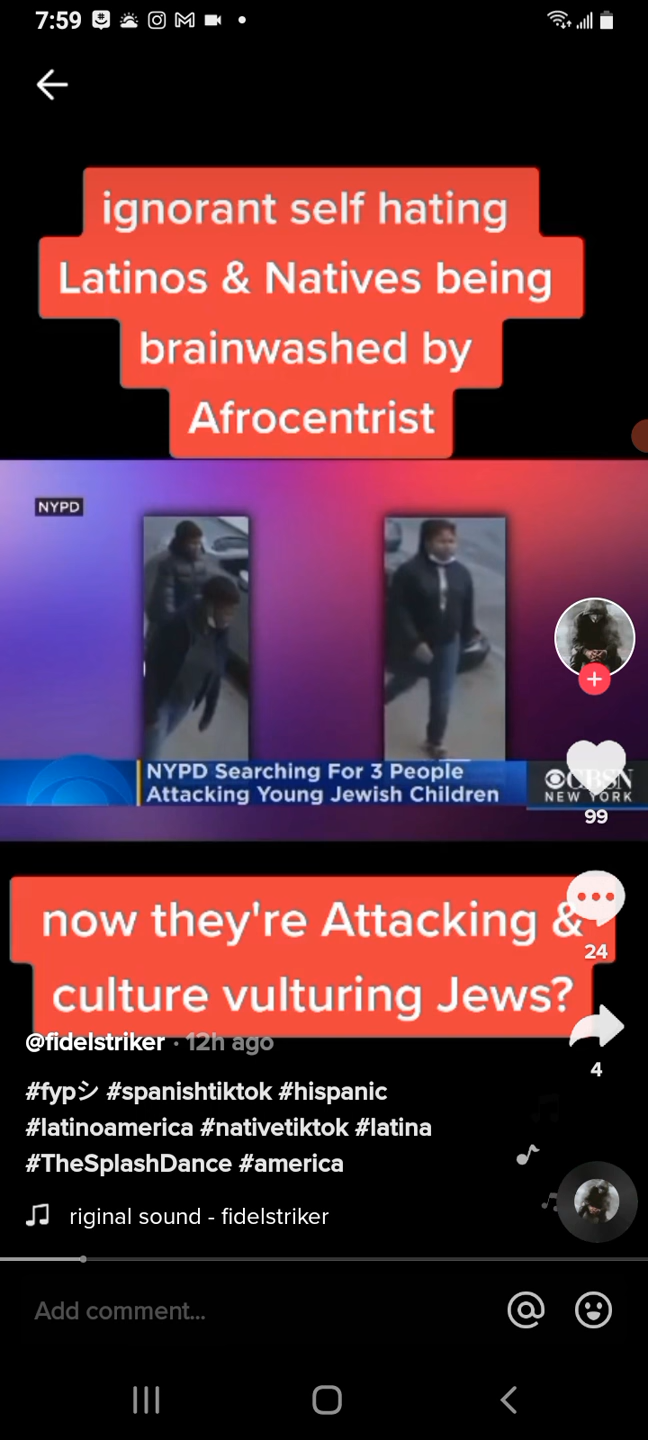 7:59
ignorant self hating
Latinos & Natives being
brainwashed by
Afrocentrist
NYPD
NYPD Searching For 3 People
Attacking Young Jewish Children
CBSN
NEW YORK
99
now they're Attacking &
culture vulturing Jews?
24
@fidelstriker · 12h ago
4
#fypシ #spanishtiktok #hispanic
#latinoamerica #nativetiktok #latina
#TheSplashDance #america
riginal sound - fidelstriker
Add comment...